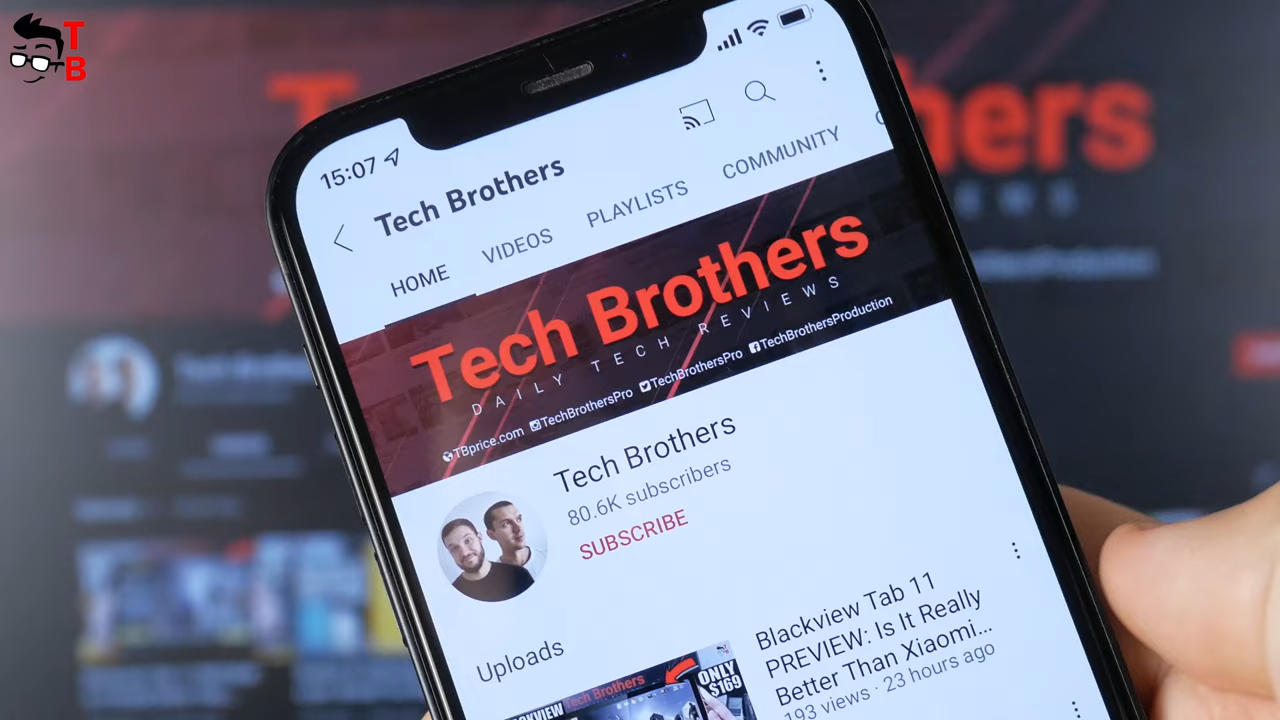 TB
15:07
Tech Brothers
HOME VIDEOS PLAYLISTS COMMUNITY
Tech Brothers
DAILY TECH REVIEWS
TBprice.com TechBrothersPro TechBrothersPro TechBrothersProduction
Tech Brothers
80.6K subscribers
SUBSCRIBE
Uploads
Blackview Tab 11
PREVIEW: Is It Really
Better Than Xiaomi...
193 views · 23 hours ago
Tech Brothers
ONLY
$169
hers